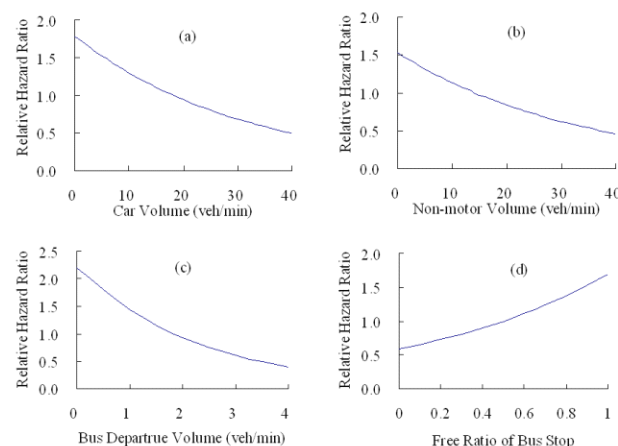 Relative Hazard Ratio
2.0
1.5
1.0
0.5
0.0
(a)
0 10 20 30 40
Car Volume (veh/min)
Relative Hazard Ratio
2.0
1.5
1.0
0.5
0.0
(b)
0 10 20 30 40
Non-motor Volume (veh/min)
Relative Hazard Ratio
2.5
2.0
1.5
1.0
0.5
0.0
(c)
0 1 2 3 4
Bus Departrue Volume (veh/min)
Relative Hazard Ratio
2.0
1.5
1.0
0.5
0.0
(d)
0 0.2 0.4 0.6 0.8 1
Free Ratio of Bus Stop